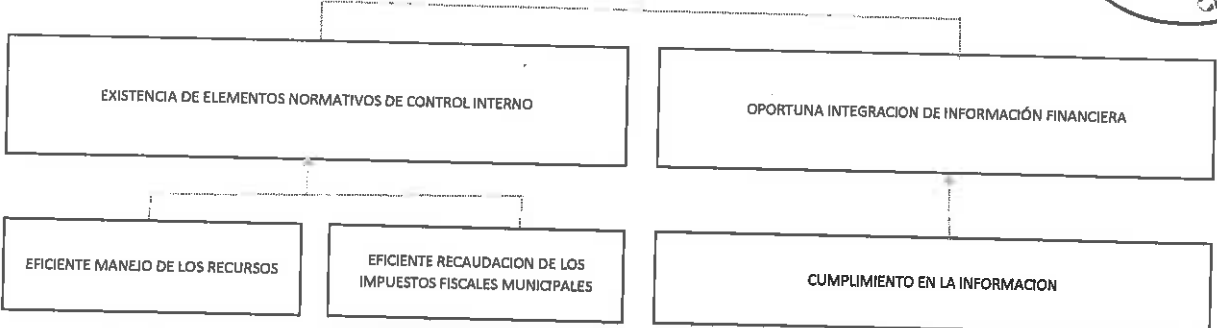 EXISTENCIA DE ELEMENTOS NORMATIVOS DE CONTROL INTERNO
OPORTUNA INTEGRACION DE INFORMACIÓN FINANCIERA
EFICIENTE MANEJO DE LOS RECURSOS
EFICIENTE RECAUDACION DE LOS
IMPUESTOS FISCALES MUNICIPALES
CUMPLIMIENTO EN LA INFORMACION